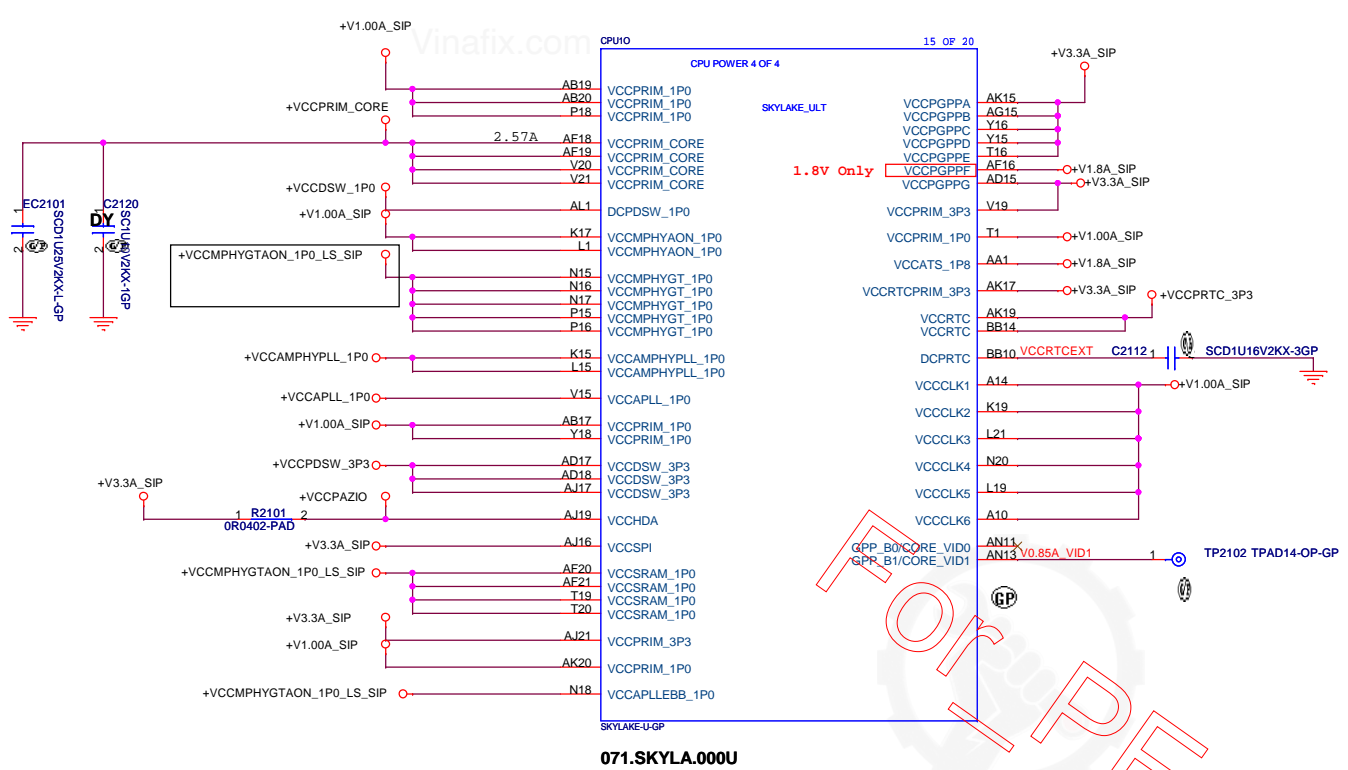 Vinafix.com
+V1.00A_SIP
CPU1O
15 OF 20
CPU POWER 4 OF 4
SKYLAKE_ULT
+V3.3A_SIP
AB19 VCCPRIM_1P0
AB20 VCCPRIM_1P0
P18 VCCPRIM_1P0
+VCCPRIM_CORE
2.57A
AF18 VCCPRIM_CORE
AF19 VCCPRIM_CORE
V20 VCCPRIM_CORE
V21 VCCPRIM_CORE
+VCCDSW_1P0
+V1.00A_SIP
AL1 DCPDSW_1P0
K17 VCCMPHYAON_1P0
L1 VCCMPHYAON_1P0
EC2101
1
2
SCD1U25V2KX-L-GP
C2120
DY
1
2
+VCCMPHYGTAON_1P0_LS_SIP
N15 VCCMPHYGT_1P0
N16 VCCMPHYGT_1P0
N17 VCCMPHYGT_1P0
P15 VCCMPHYGT_1P0
P16 VCCMPHYGT_1P0
+VCCAMPHYPLL_1P0
K15 VCCAMPHYPLL_1P0
L15 VCCAMPHYPLL_1P0
+VCCAPLL_1P0
V15 VCCAPLL_1P0
+V1.00A_SIP
AB17 VCCPRIM_1P0
Y18 VCCPRIM_1P0
+VCCPDSW_3P3
AD17 VCCDSW_3P3
AD18 VCCDSW_3P3
AJ17 VCCDSW_3P3
+V3.3A_SIP
+VCCPAZIO
1 R2101 2
0R0402-PAD
AJ19 VCCHDA
+V3.3A_SIP
AJ16 VCCSPI
+VCCMPHYGTAON_1P0_LS_SIP
AF20 VCCSRAM_1P0
AF21 VCCSRAM_1P0
T19 VCCSRAM_1P0
T20 VCCSRAM_1P0
+V3.3A_SIP
AJ21 VCCPRIM_3P3
+V1.00A_SIP
AK20 VCCPRIM_1P0
+VCCMPHYGTAON_1P0_LS_SIP
N18 VCCAPLLEBB_1P0
VCCPGPPA AK15
VCCPGPPB AG15
VCCPGPPC Y16
VCCPGPPD Y15
VCCPGPPE T16
1.8V Only VCCPGPPF AF16 +V1.8A_SIP
VCCPGPPG AD15 +V3.3A_SIP
VCCPRIM_3P3 V19
VCCPRIM_1P0 T1 +V1.00A_SIP
VCCATS_1P8 AA1 +V1.8A_SIP
VCCRTCPRIM_3P3 AK17 +V3.3A_SIP
+VCCPRTC_3P3
VCCRTC AK19
VCCRTC BB14
DCPRTC BB10 VCCRTCEXT C2112 1 SCD1U16V2KX-3GP
VCCCLK1 A14 +V1.00A_SIP
VCCCLK2 K19
VCCCLK3 L21
VCCCLK4 N20
VCCCLK5 L19
VCCCLK6 A10
GPP_B0/CORE_VID0 AN11
GPP_B1/CORE_VID1 AN13 V0.85A_VID1 1 TP2102 TPAD14-OP-GP
GP
For PE
SKYLAKE-U-GP
071.SKYLA.000U